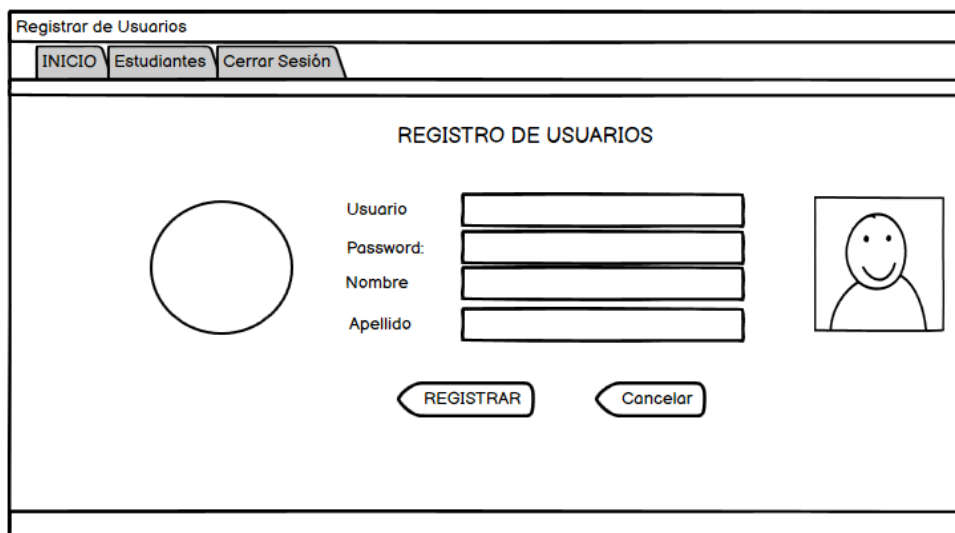 Registrar de Usuarios
INICIO Estudiantes Cerrar Sesión
REGISTRO DE USUARIOS
Usuario
Password:
Nombre
Apellido
REGISTRAR Cancelar